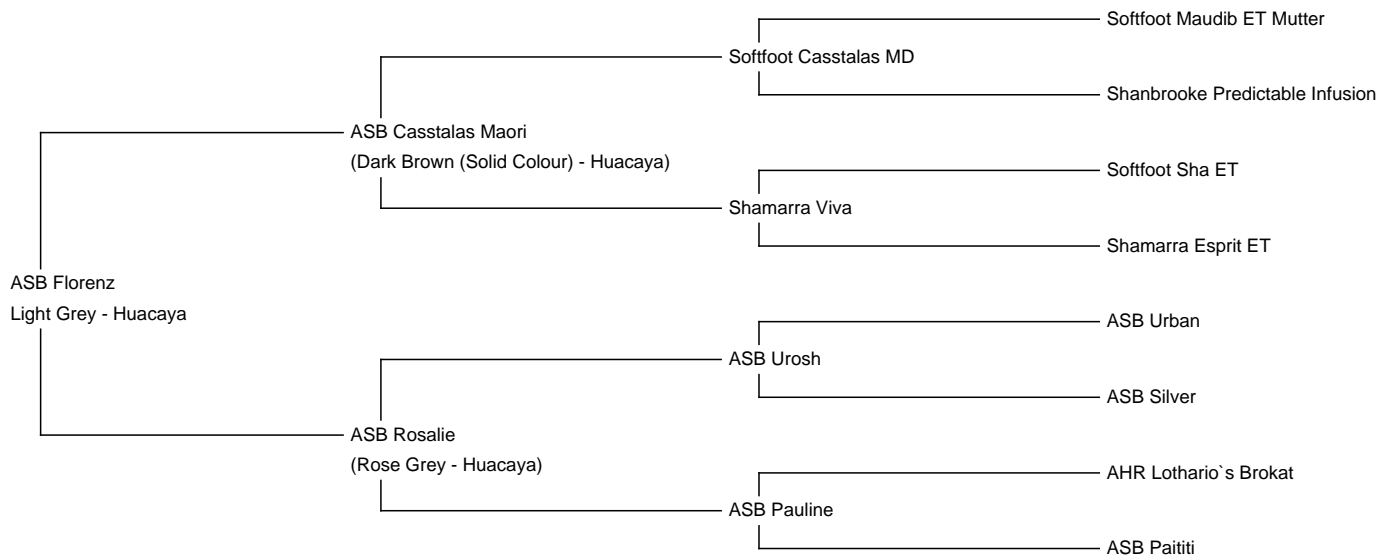 Softfoot Maudib ET Mutter
Softfoot Casstalas MD
Shanbrooke Predictable Infusion
ASB Casstalas Maori
(Dark Brown (Solid Colour) - Huacaya)
Softfoot Sha ET
Shamarra Viva
Shamarra Esprit ET
ASB Florenz
Light Grey - Huacaya
ASB Urban
ASB Urosh
ASB Silver
ASB Rosalie
(Rose Grey - Huacaya)
AHR Lothario`s Brokat
ASB Pauline
ASB Paititi